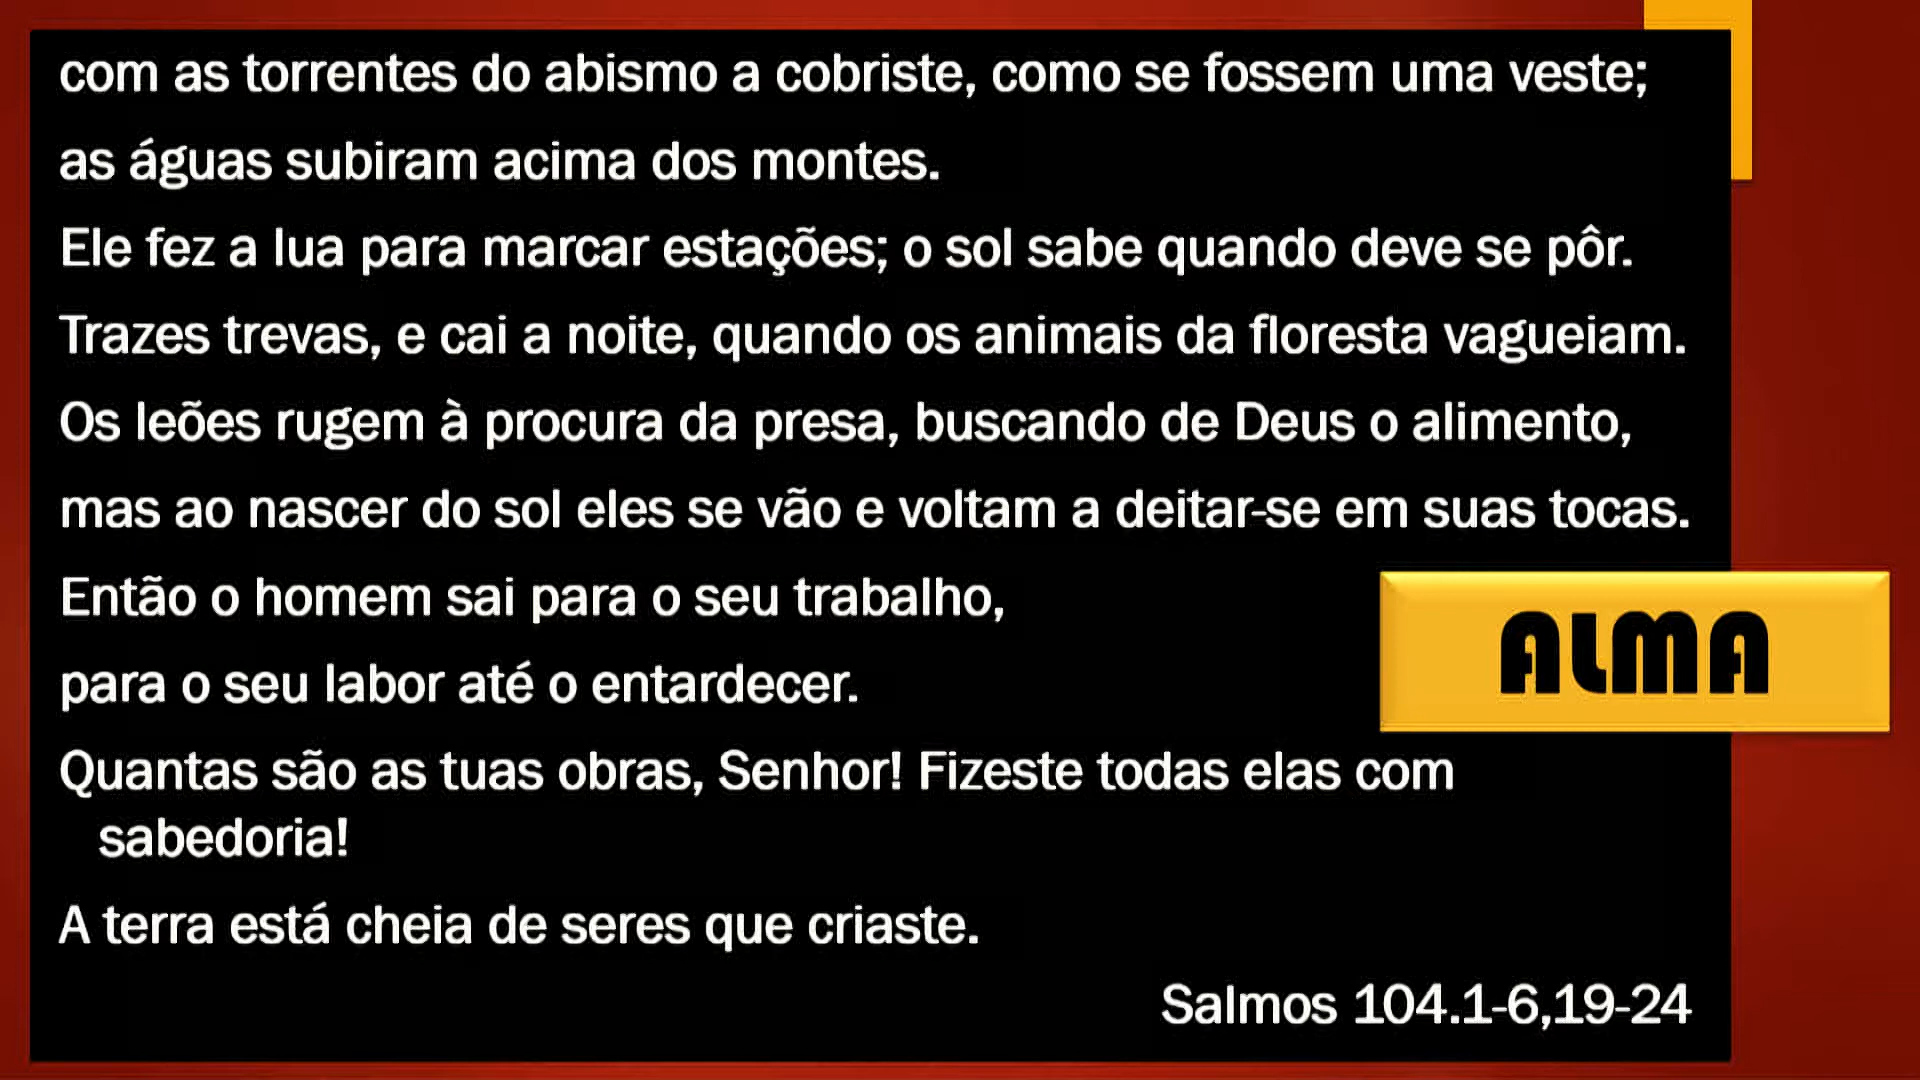 com as torrentes do abismo a cobriste, como se fossem uma veste;
as águas subiram acima dos montes.
Ele fez a lua para marcar estações; o sol sabe quando deve se pôr.
Trazes trevas, e cai a noite, quando os animais da floresta vagueiam.
Os leões rugem à procura da presa, buscando de Deus o alimento,
mas ao nascer do sol eles se vão e voltam a deitar-se em suas tocas.
Então o homem sai para o seu trabalho,
para o seu labor até o entardecer.
ALMA
Quantas são as tuas obras, Senhor! Fizeste todas elas com
sabedoria!
A terra está cheia de seres que criaste.
Salmos 104.1-6,19-24